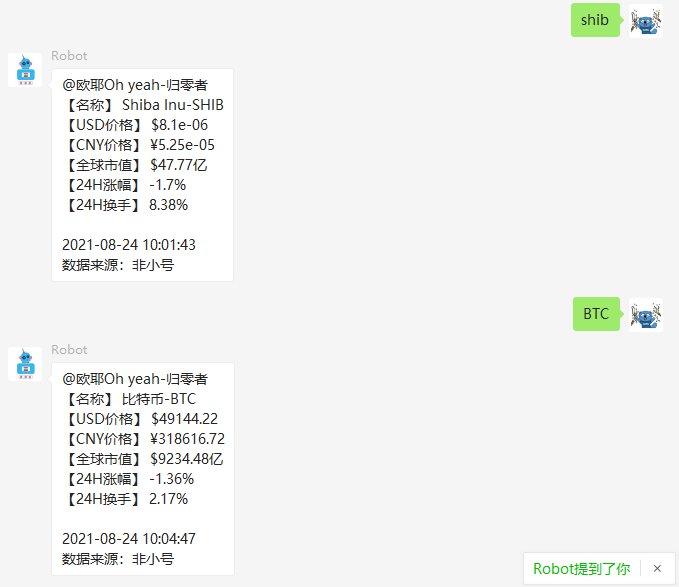 shib
Robot
@欧耶Oh yeah-归零者
【名称】 Shiba Inu-SHIB
【USD价格】 $8.1e-06
【CNY价格】 ¥5.25e-05
【全球市值】 $47.77亿
【24H涨幅】 -1.7%
【24H换手】 8.38%
2021-08-24 10:01:43
数据来源：非小号
BTC
Robot
@欧耶Oh yeah-归零者
【名称】 比特币-BTC
【USD价格】 $49144.22
【CNY价格】 ¥318616.72
【全球市值】 $9234.48亿
【24H涨幅】 -1.36%
【24H换手】 2.17%
2021-08-24 10:04:47
数据来源：非小号
Robot提到了你